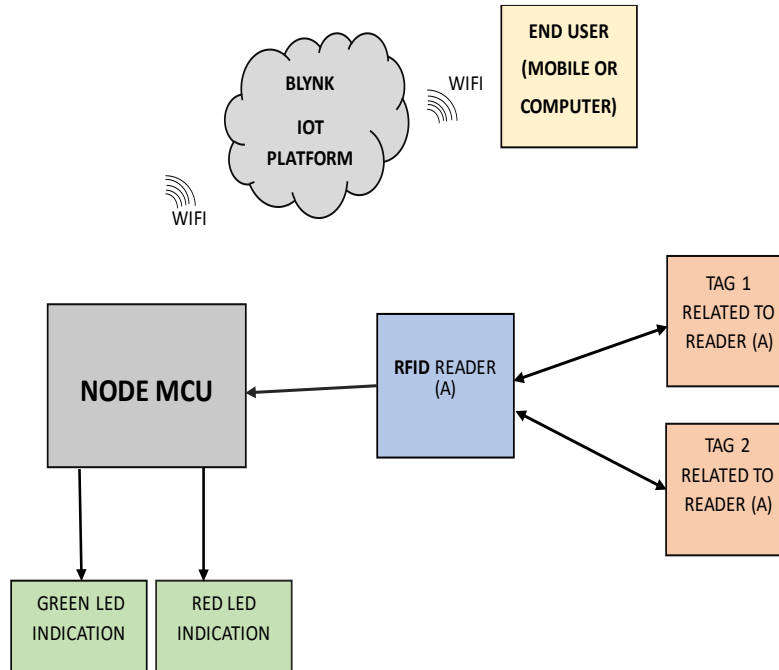 BLYNK
IOT
PLATFORM
WIFI
END USER
(MOBILE OR
COMPUTER)
WIFI
NODE MCU
RFID READER
(A)
TAG 1
RELATED TO
READER (A)
TAG 2
RELATED TO
READER (A)
GREEN LED
INDICATION
RED LED
INDICATION